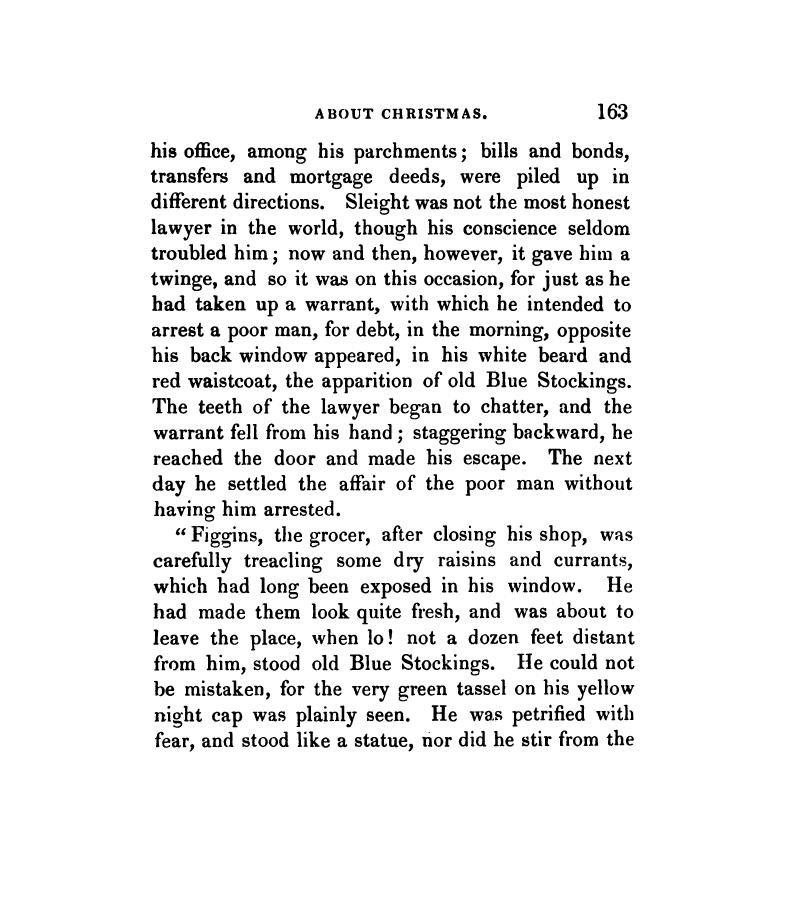 ABOUT CHRISTMAS. 163
his office, among his parchments; bills and bonds,
transfers and mortgage deeds, were piled up in
different directions. Sleight was not the most honest
lawyer in the world, though his conscience seldom
troubled him; now and then, however, it gave him a
twinge, and so it was on this occasion, for just as he
had taken up a warrant, with which he intended to
arrest a poor man, for debt, in the morning, opposite
his back window appeared, in his white beard and
red waistcoat, the apparition of old Blue Stockings.
The teeth of the lawyer began to chatter, and the
warrant fell from his hand; staggering backward, he
reached the door and made his escape. The next
day he settled the affair of the poor man without
having him arrested.
“Figgins, the grocer, after closing his shop, was
carefully treacling some dry raisins and currants,
which had long been exposed in his window. He
had made them look quite fresh, and was about to
leave the place, when lo! not a dozen feet distant
from him, stood old Blue Stockings. He could not
be mistaken, for the very green tassel on his yellow
night cap was plainly seen. He was petrified with
fear, and stood like a statue, nor did he stir from the